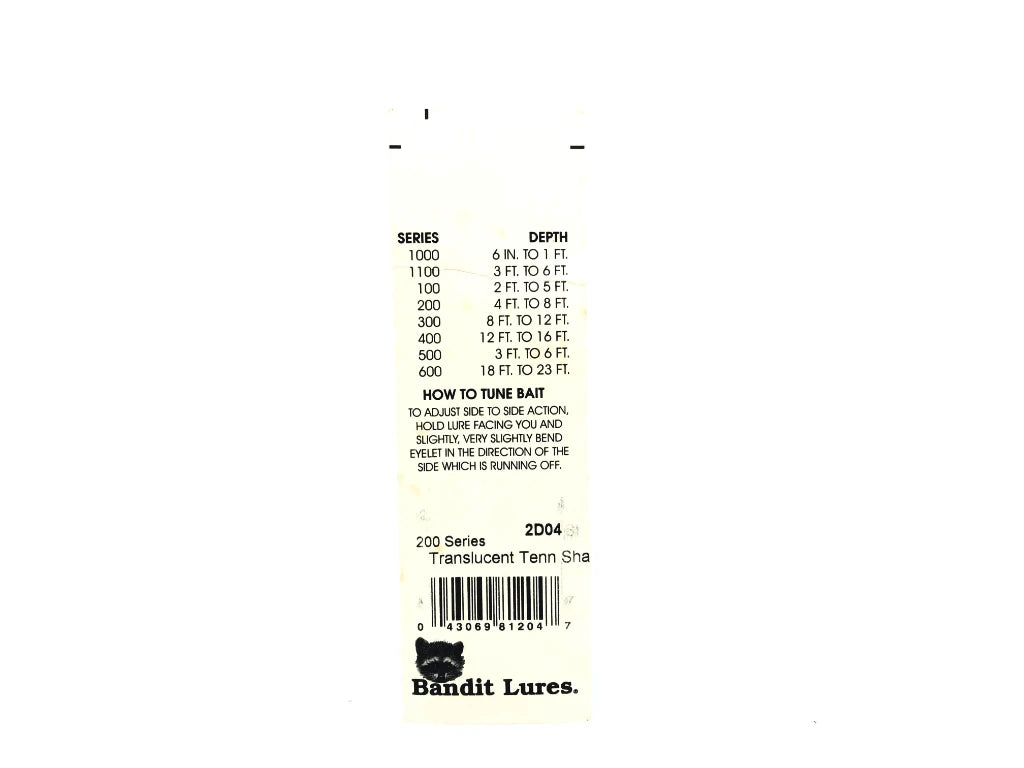 SERIES DEPTH
1000 6 IN. TO 1 FT.
1100 3 FT. TO 6 FT.
100 2 FT. TO 5 FT.
200 4 FT. TO 8 FT.
300 8 FT. TO 12 FT.
400 12 FT. TO 16 FT.
500 3 FT. TO 6 FT.
600 18 FT. TO 23 FT.
HOW TO TUNE BAIT
TO ADJUST SIDE TO SIDE ACTION,
HOLD LURE FACING YOU AND
SLIGHTLY, VERY SLIGHTLY BEND
EYELET IN THE DIRECTION OF THE
SIDE WHICH IS RUNNING OFF.
2D04
200 Series
Translucent Tenn Sha
0 43069 81204 7
Bandit Lures.